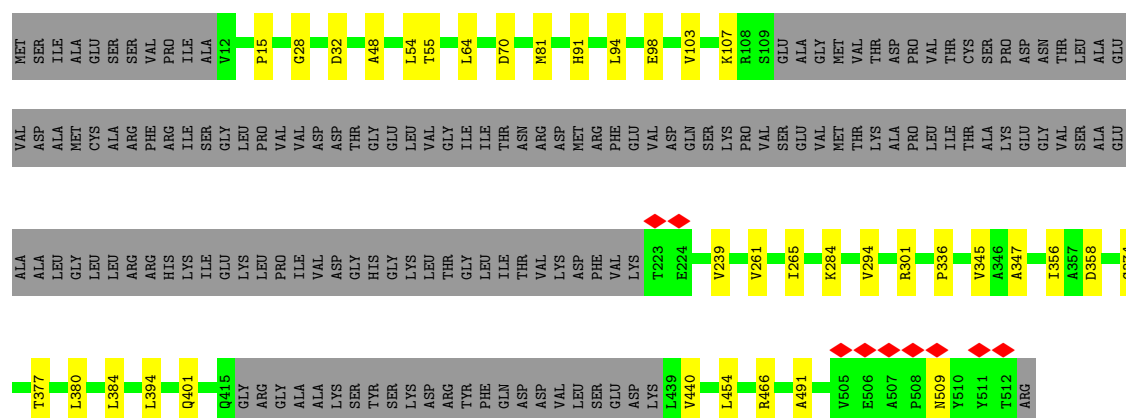 MET SER ILE ALA GLU SER SER VAL PRO ILE ALA V12 P15 G28 D32 A48 L54 T55 L64 D70 M81 H91 L94 E98 V103 K107 R108 S109 GLU ALA GLY MET VAL THR ASP PRO VAL THR CYS SER PRO ASP ASN THR LEU ALA GLU
VAL ASP ALA MET CYS ALA ARG PHE ARG ILE SER GLY LEU PRO VAL VAL ASP ASP THR GLY GLU LEU VAL GLY ILE ILE THR ASN ARG ASP MET ARG PHE GLU VAL ASP GLN SER LYS PRO VAL SER GLU VAL MET THR LYS ALA PRO LEU ILE THR ALA LYS GLU GLY VAL SER ALA GLU
ALA ALA LEU GLY LEU LEU ARG ARG HIS LYS ILE GLU LYS LEU PRO ILE VAL ASP GLY HIS GLY LYS LEU THR GLY LEU ILE THR VAL LYS ASP PHE VAL LYS T223 E224 V239 V261 I265 K284 V294 R301 P336 V345 A346 A347 I356 A357 D358
T377 L380 L384 L394 Q401 Q415 GLY ARG GLY ALA ALA LYS SER TYR SER LYS ASP ARG TYR PHE GLN ASP ASP VAL LEU SER GLU ASP LYS L439 V440 L454 R466 A491 V505 E506 A507 P508 N509 Y510 Y511 T512 ARG